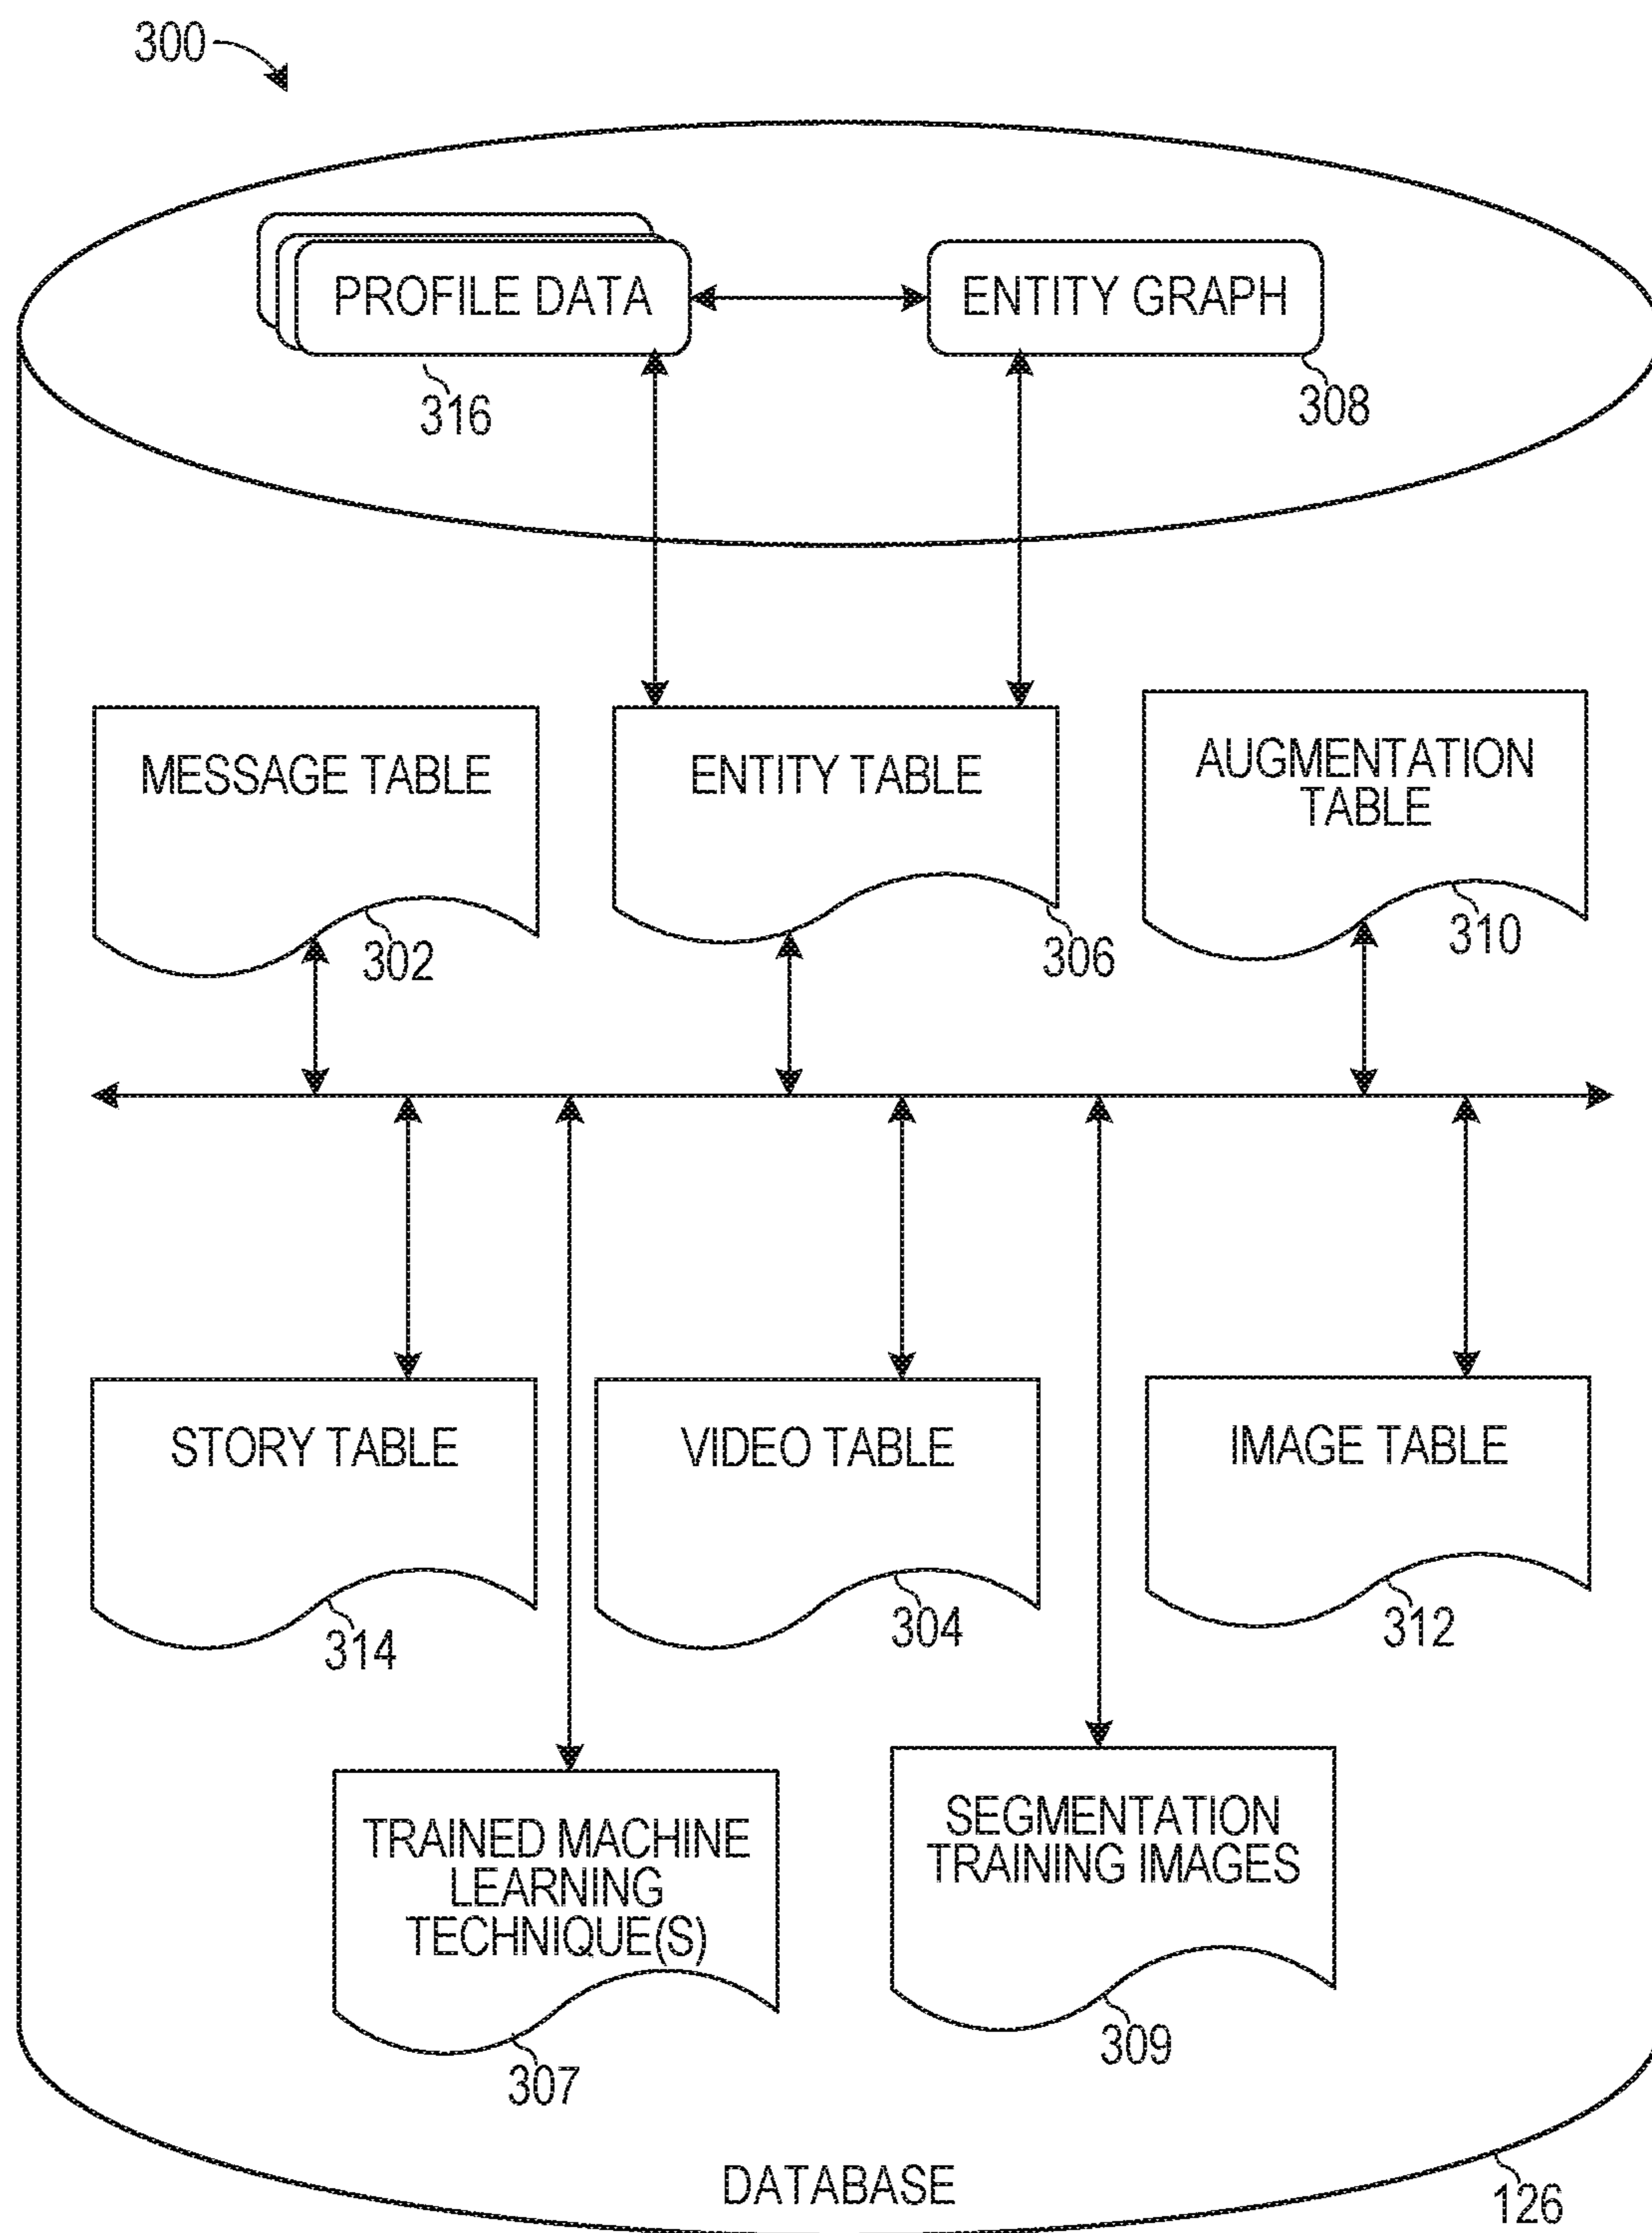 300
PROFILE DATA
ENTITY GRAPH
316
308
MESSAGE TABLE
ENTITY TABLE
AUGMENTATION
TABLE
302
306
310
STORY TABLE
VIDEO TABLE
IMAGE TABLE
314
304
312
TRAINED MACHINE
LEARNING
TECHNIQUE(S)
SEGMENTATION
TRAINING IMAGES
307
309
DATABASE
126